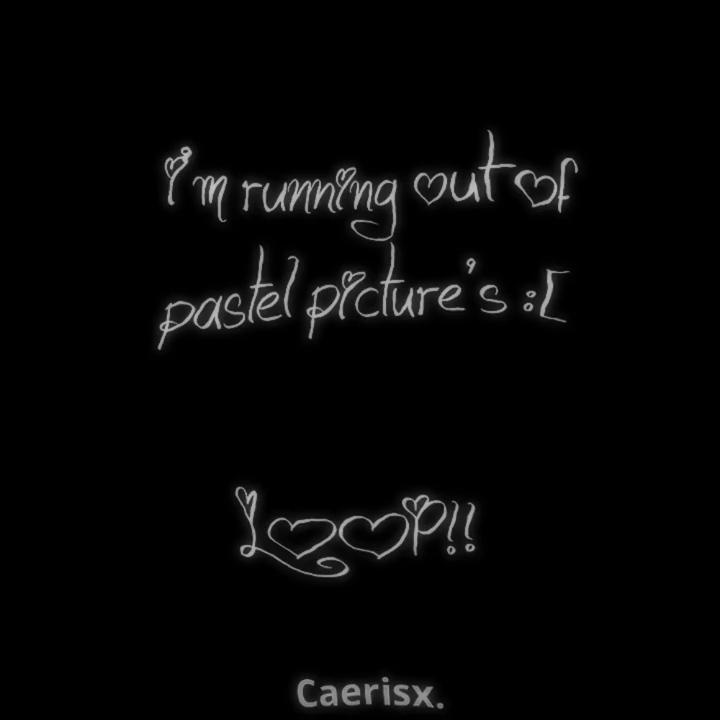 i'm running out of
pastel picture's :[
LOOP!!
Caerisx.